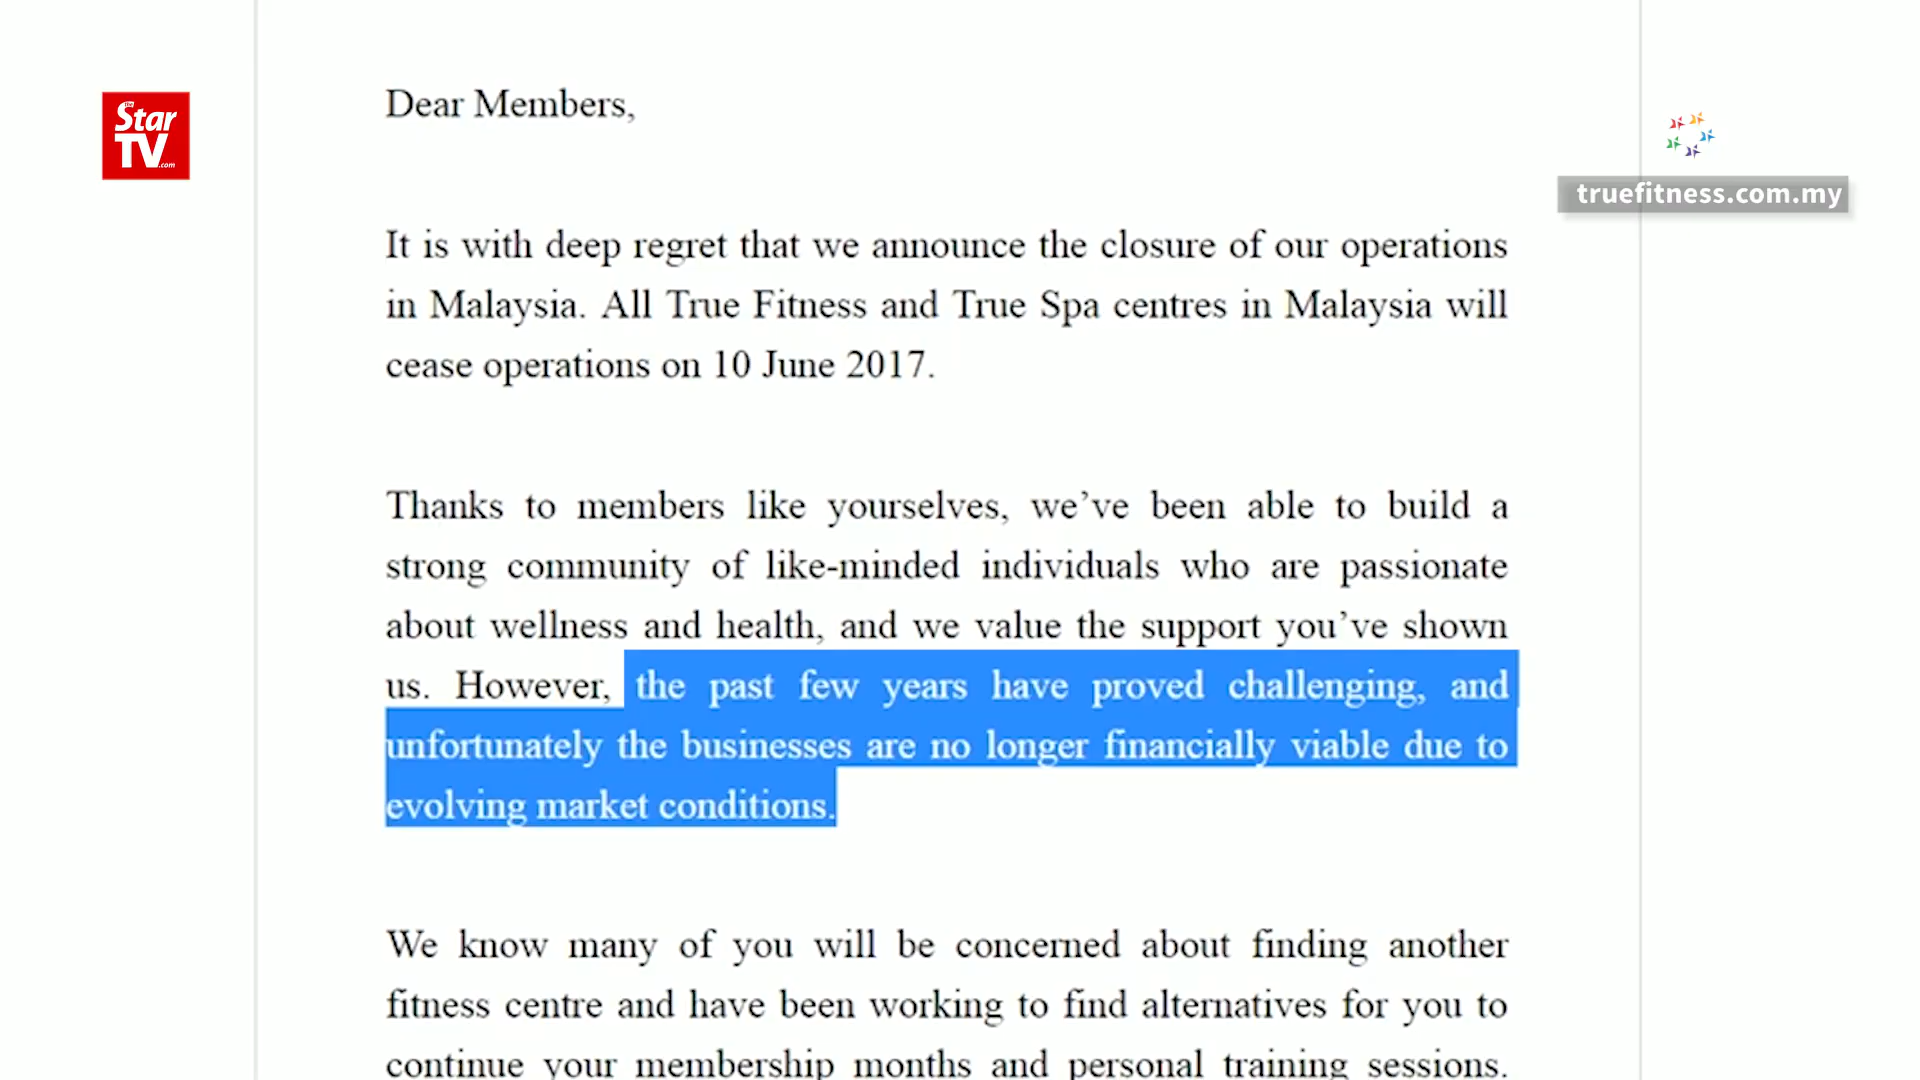 Dear Members,
The Star
TV.com
truefitness.com.my
It is with deep regret that we announce the closure of our operations
in Malaysia. All True Fitness and True Spa centres in Malaysia will
cease operations on 10 June 2017.
Thanks to members like yourselves, we’ve been able to build a
strong community of like-minded individuals who are passionate
about wellness and health, and we value the support you’ve shown
us. However, the past few years have proved challenging, and
unfortunately the businesses are no longer financially viable due to
evolving market conditions.
We know many of you will be concerned about finding another
fitness centre and have been working to find alternatives for you to
continue your membership months and personal training sessions.